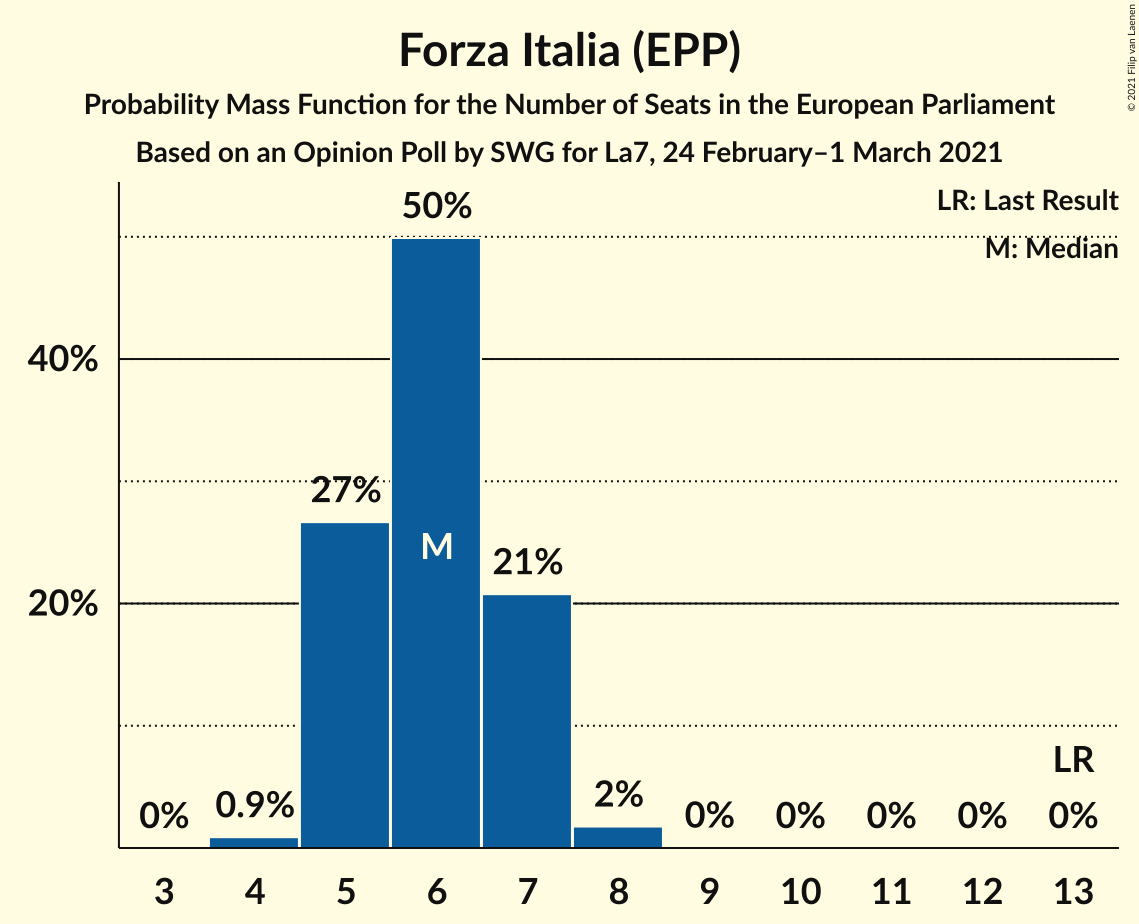 Forza Italia (EPP)
Probability Mass Function for the Number of Seats in the European Parliament
Based on an Opinion Poll by SWG for La7, 24 February–1 March 2021
© 2021 Filip van Laenen
LR: Last Result
M: Median
50%
40%
27%
M
21%
20%
LR
0%
0.9%
2%
0%
0%
0%
0%
0%
3 4 5 6 7 8 9 10 11 12 13